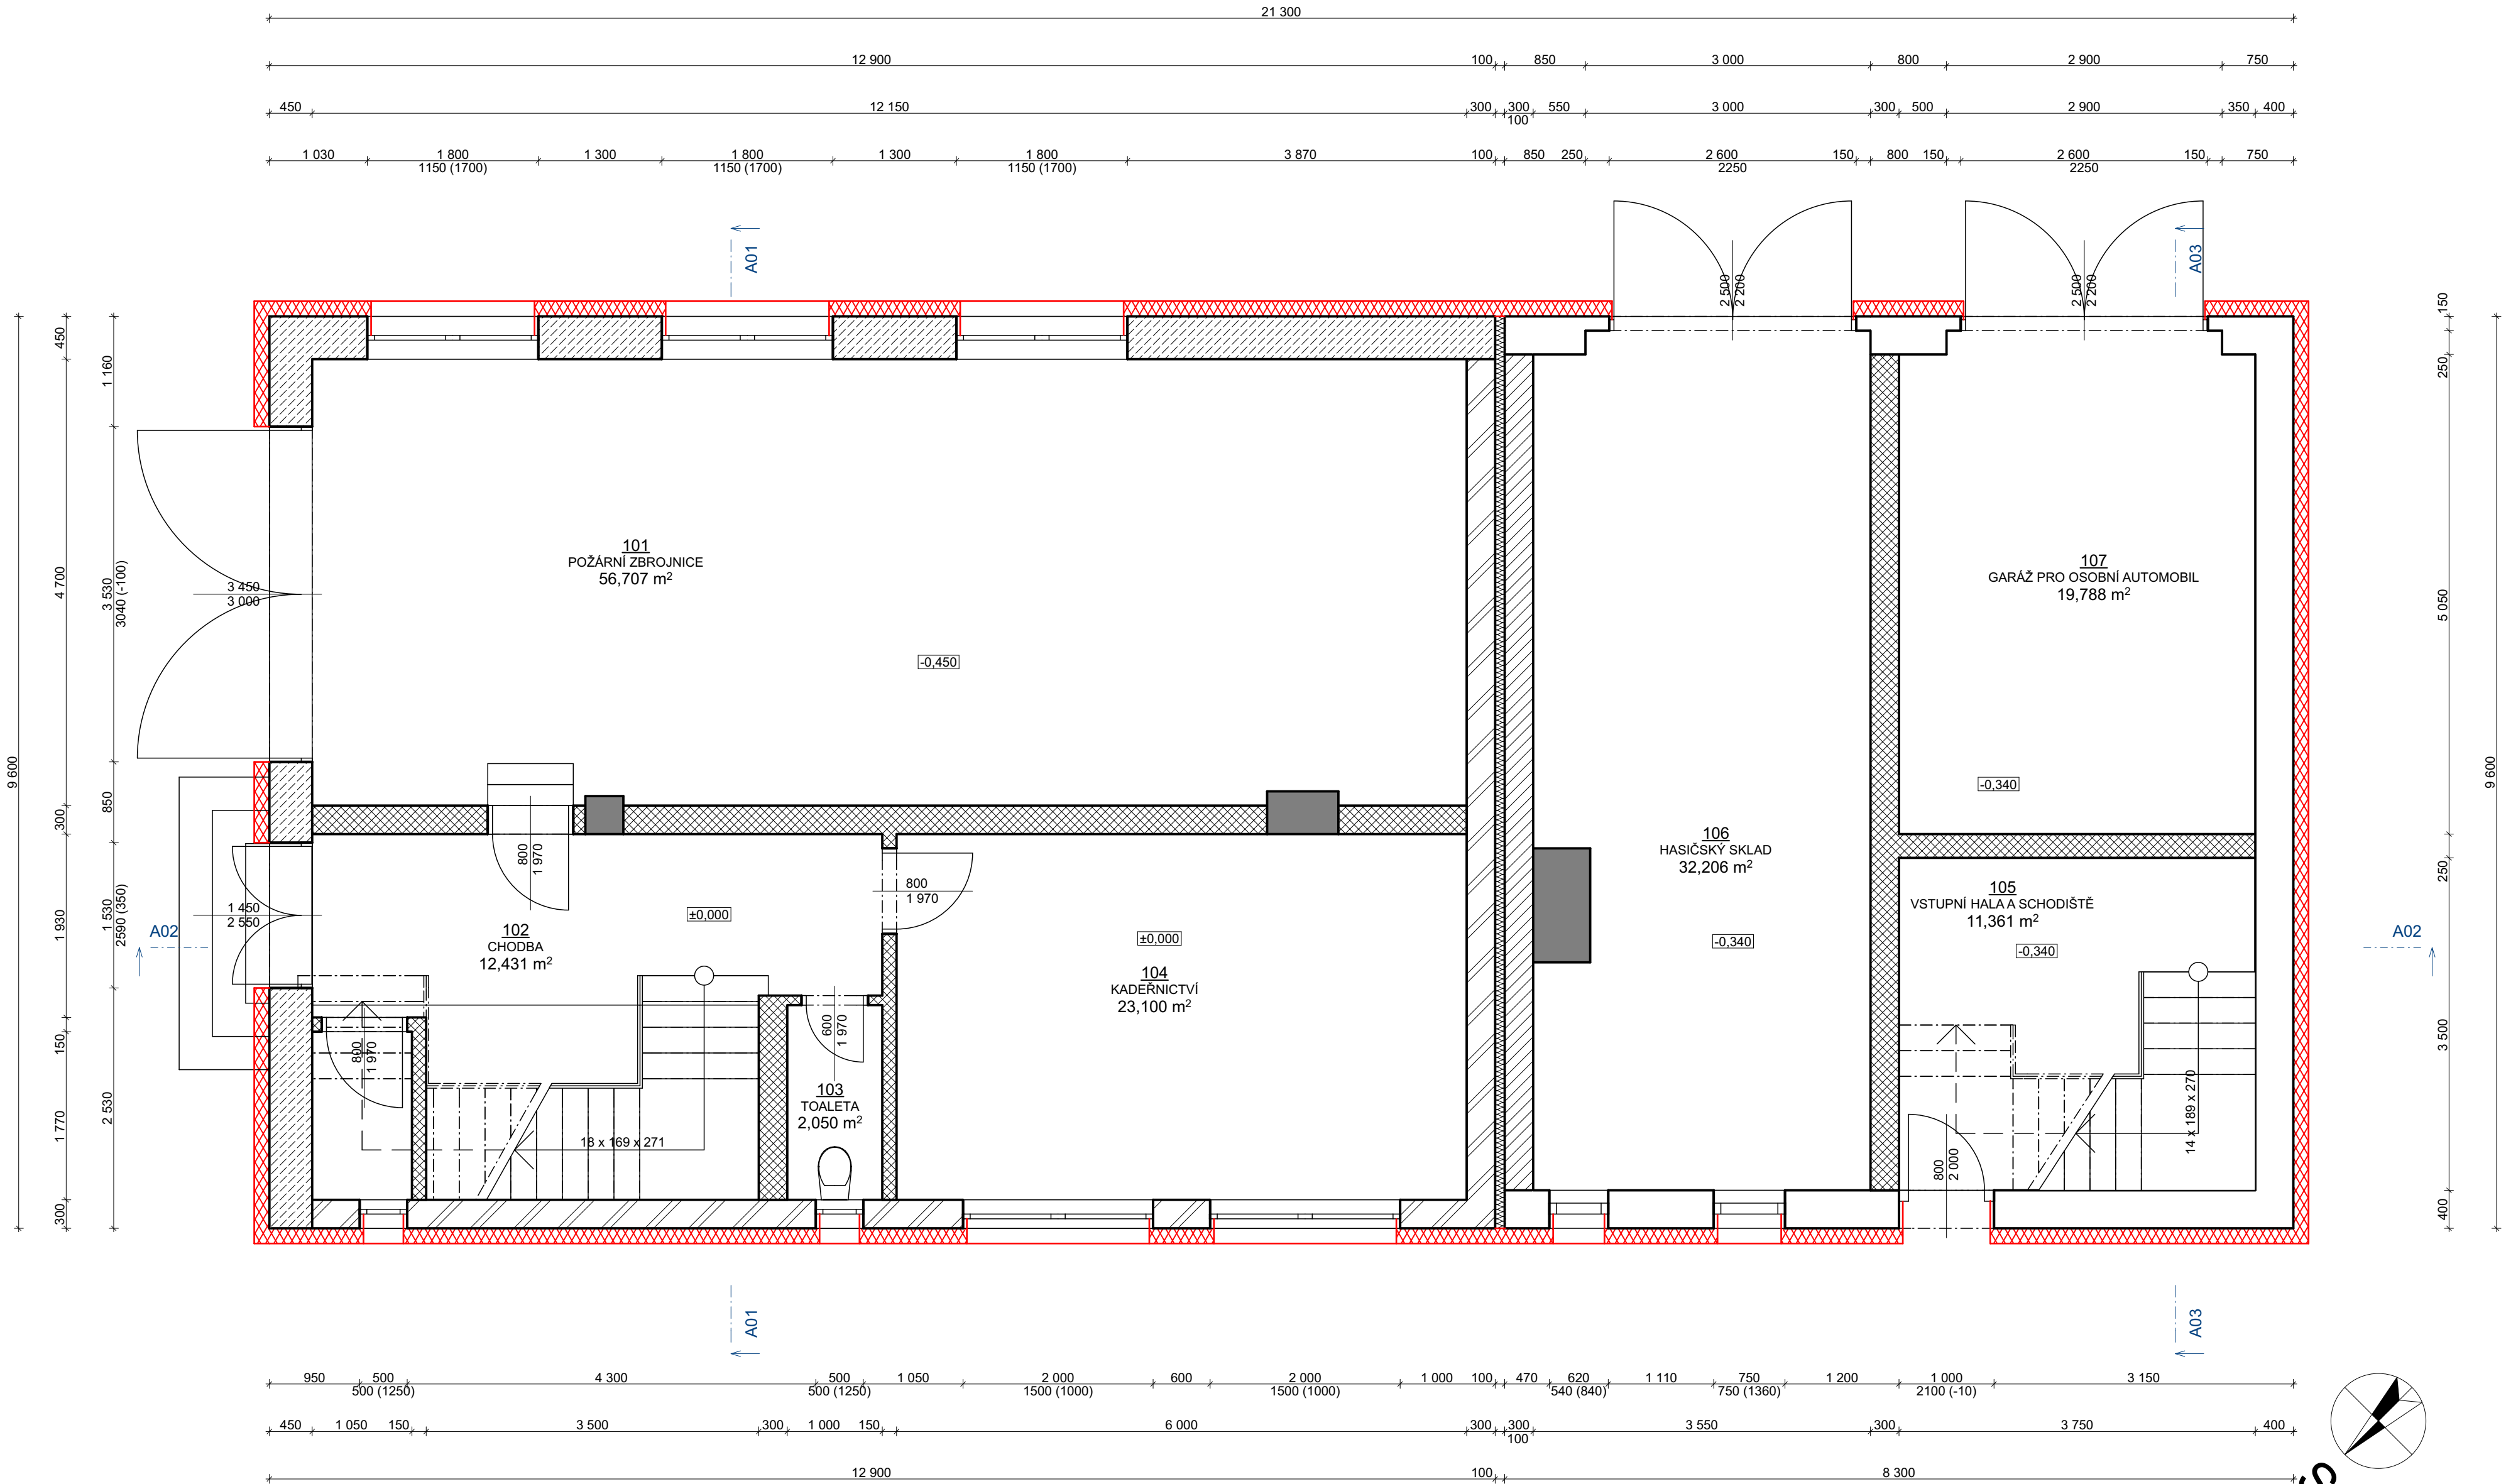 21 300
12 900 100 850 3 000 800 2 900 750
450 12 150 300 300 550 3 000 300 500 2 900 350 400
100
1 030 1 800 1 300 1 800 1 300 1 800 3 870 100 850 250 2 600 150 800 150 2 600 150 750
1150 (1700) 1150 (1700) 1150 (1700) 2250 2250
A01
A03
2 500
2 200
2 500
2 200
9 600
450
4 700
300
1 930
150
1 770
300
1 160
3 530
3040 (-100)
850
1 530
2590 (350)
2 530
3 450
3 000
101
POŽÁRNÍ ZBROJNICE
56,707 m²
-0,450
107
GARÁŽ PRO OSOBNÍ AUTOMOBIL
19,788 m²
-0,340
150
250
5 050
250
3 500
400
9 600
800
1 970
800
1 970
1 450
2 550
A02
±0,000
102
CHODBA
12,431 m²
±0,000
104
KADEŘNICTVÍ
23,100 m²
106
HASIČSKÝ SKLAD
32,206 m²
-0,340
105
VSTUPNÍ HALA A SCHODIŠTĚ
11,361 m²
-0,340
A02
800
1 970
600
1 970
103
TOALETA
2,050 m²
18 x 169 x 271
14 x 189 x 270
800
2 000
A01
A03
950 500 4 300 500 1 050 2 000 600 2 000 1 000 100 470 620 1 110 750 1 200 1 000 3 150
500 (1250) 500 (1250) 1500 (1000) 1500 (1000) 540 (840) 750 (1360) 2100 (-10)
450 1 050 150 3 500 300 1 000 150 6 000 300 300 3 550 300 3 750 400
100
12 900 100 8 300
S